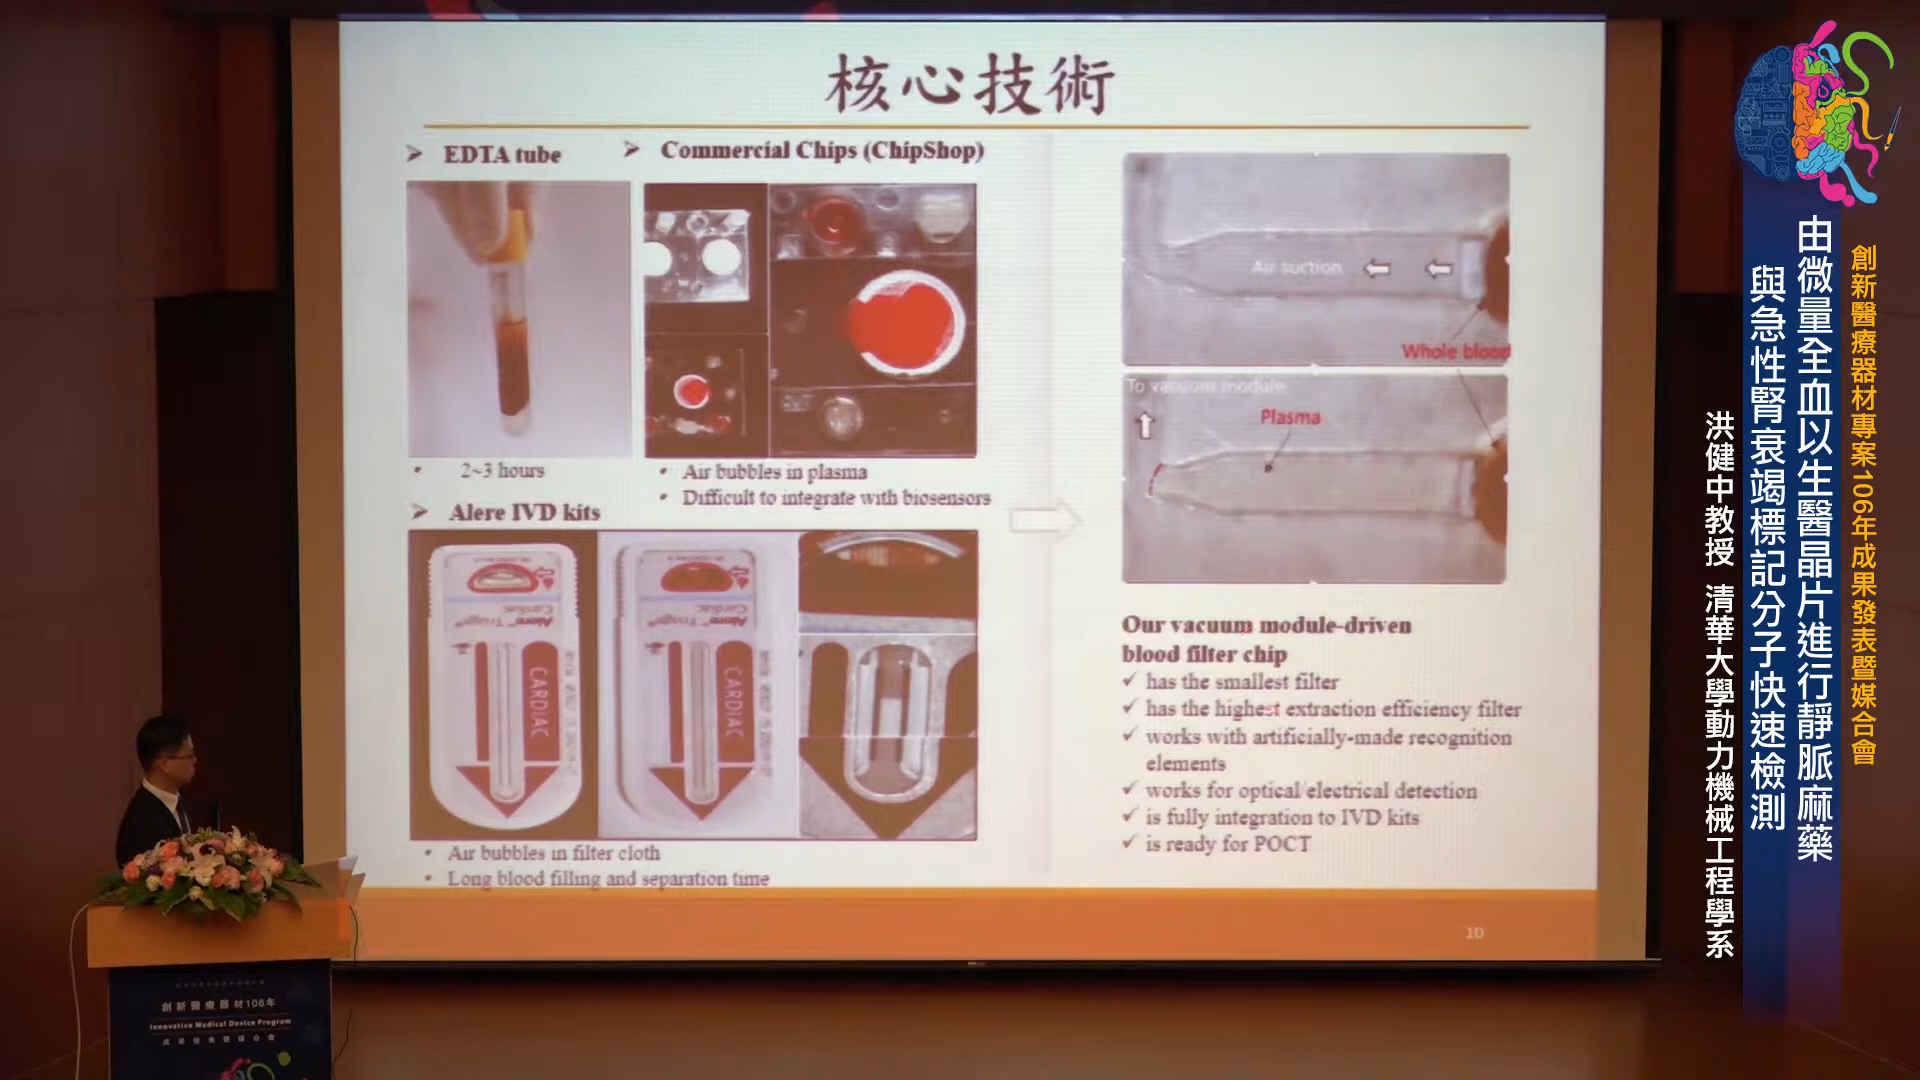 核心技術
EDTA tube
Commercial Chips (ChipShop)
2~3 hours
Air bubbles in plasma
Difficult to integrate with biosensors
Alere IVD kits
CARDIAC
CARDIAC
Air bubbles in filter cloth
Long blood filling and separation time
Air suction
Whole blood
To vacuum module
Plasma
Our vacuum module-driven
blood filter chip
has the smallest filter
has the highest extraction efficiency filter
works with artificially-made recognition
elements
works for optical/electrical detection
is fully integration to IVD kits
is ready for POCT
10
創新醫療器材106年
Innovative Medical Device Program
成果發表暨媒合會
創新醫療器材專案106年成果發表暨媒合會
由微量全血以生醫晶片進行靜脈麻藥
與急性腎衰竭標記分子快速檢測
洪健中教授 清華大學動力機械工程學系